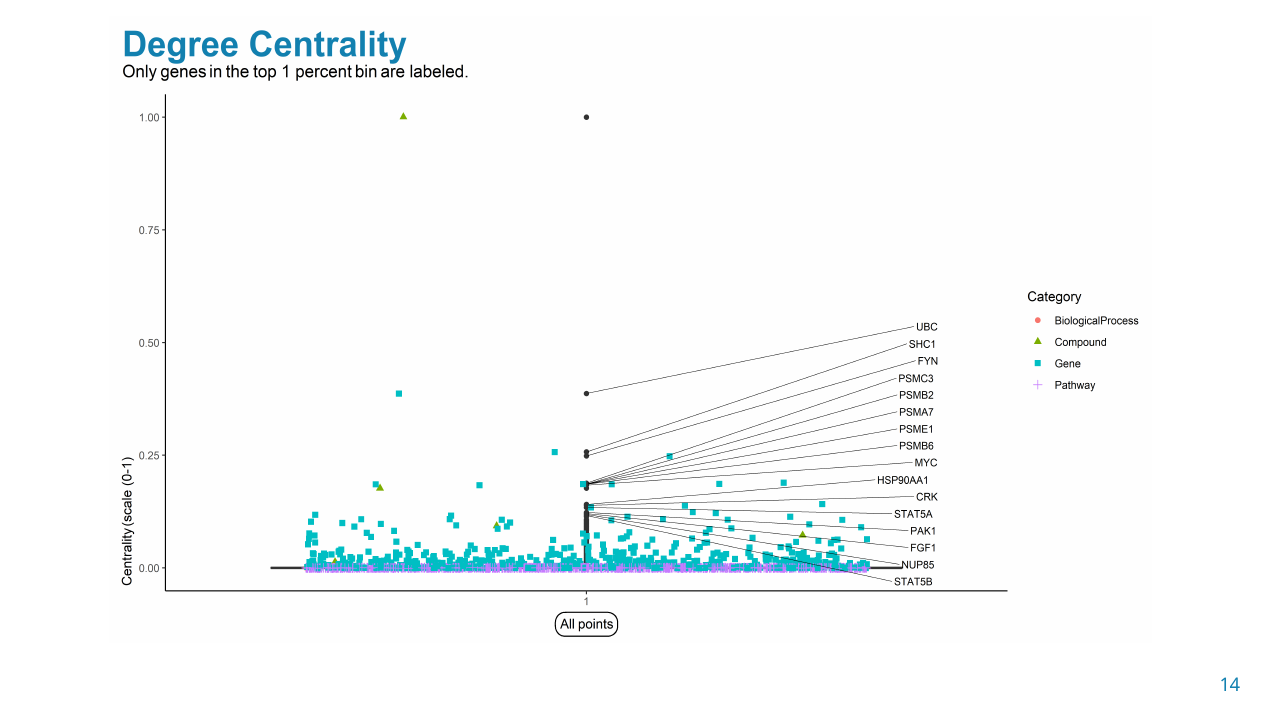 Degree Centrality
Only genes in the top 1 percent bin are labeled.
1.00
0.75
0.50
0.25
0.00
Centrality(scale (0-1)
UBC
SHC1
FYN
PSMC3
PSMB2
PSMA7
PSME1
PSMB6
MYC
HSP90AA1
CRK
STAT5A
PAK1
FGF1
NUP85
STAT5B
Category
BiologicalProcess
Compound
Gene
Pathway
1
All points
14